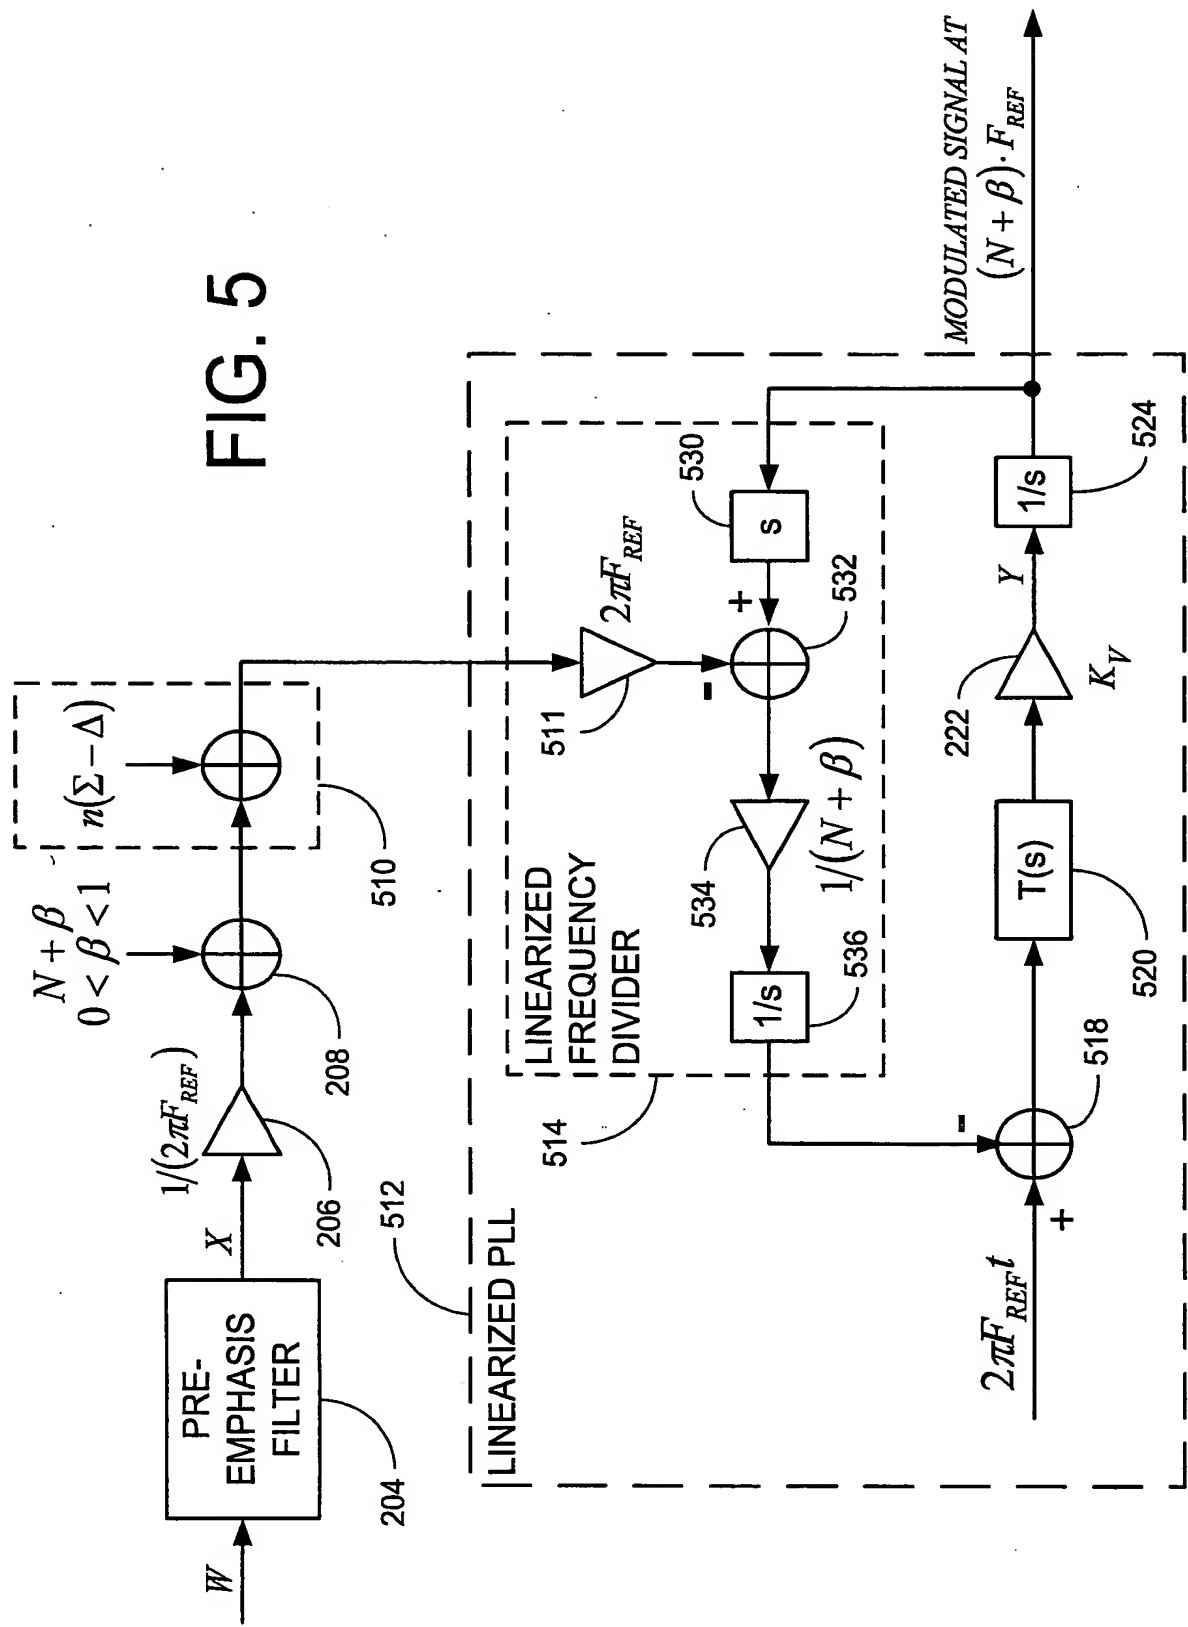 FIG. 5
W
PRE-
EMPHASIS
FILTER
204
X
1/(2πF_REF)
206
N + β
0 < β < 1
208
n(Σ − Δ)
510
LINEARIZED PLL
512
LINEARIZED
FREQUENCY
DIVIDER
514
511
2πF_REF
s
530
+
-
532
534
1/(N + β)
1/s
536
-
+
518
2πF_REF t
T(s)
520
222
K_V
Y
1/s
524
MODULATED SIGNAL AT
(N + β)· F_REF